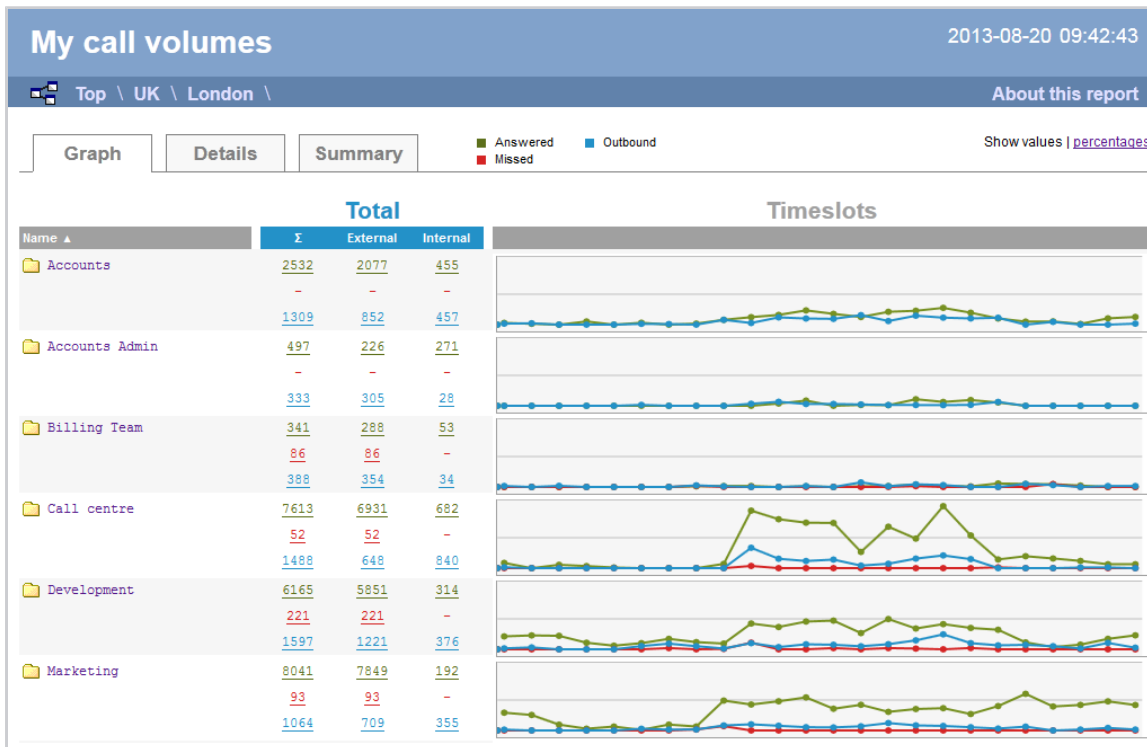 My call volumes
2013-08-20 09:42:43
Top \ UK \ London \
About this report
Graph
Details
Summary
Answered
Outbound
Missed
Show values | percentages
Total
Timeslots
Name ▲
Σ External Internal
Accounts 2532 2077 455
- - -
1309 852 457
Accounts Admin 497 226 271
- - -
333 305 28
Billing Team 341 288 53
86 86 -
388 354 34
Call centre 7613 6931 682
52 52 -
1488 648 840
Development 6165 5851 314
221 221 -
1597 1221 376
Marketing 8041 7849 192
93 93 -
1064 709 355